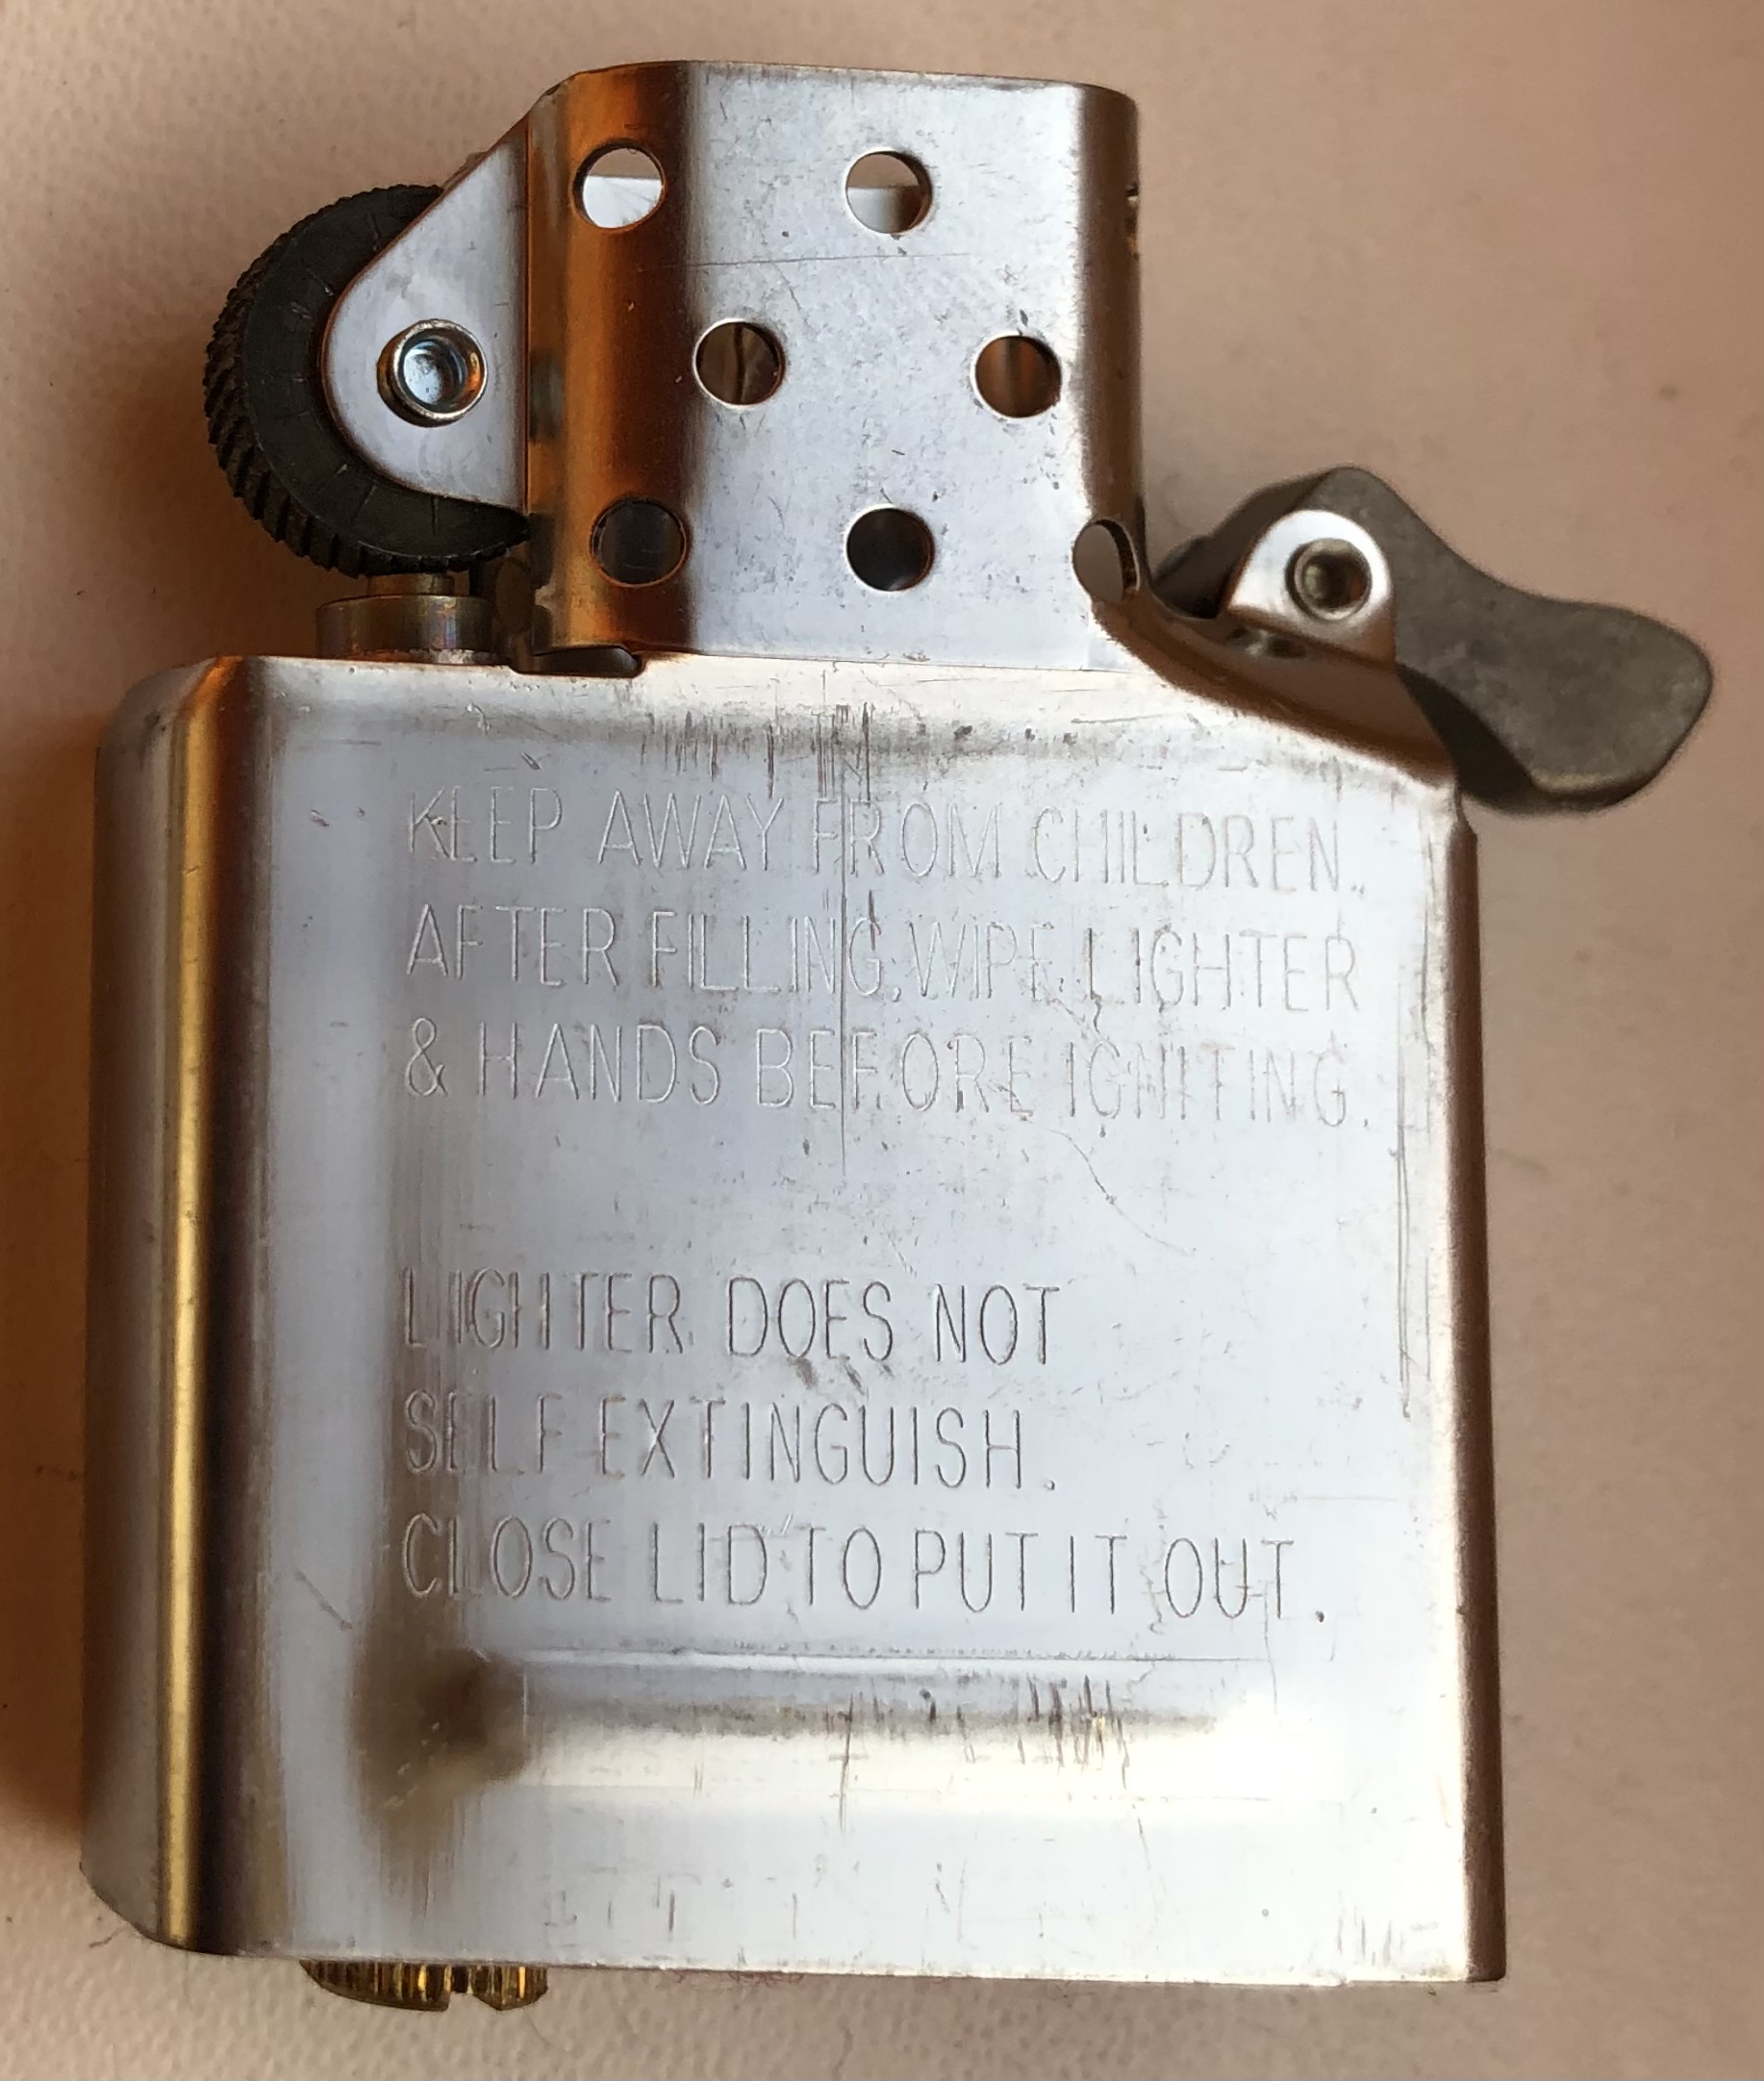 KEEP AWAY FROM CHILDREN.
AFTER FILLING, WIPE LIGHTER
& HANDS BEFORE IGNITING.
LIGHTER DOES NOT
SELF EXTINGUISH.
CLOSE LID TO PUT IT OUT.